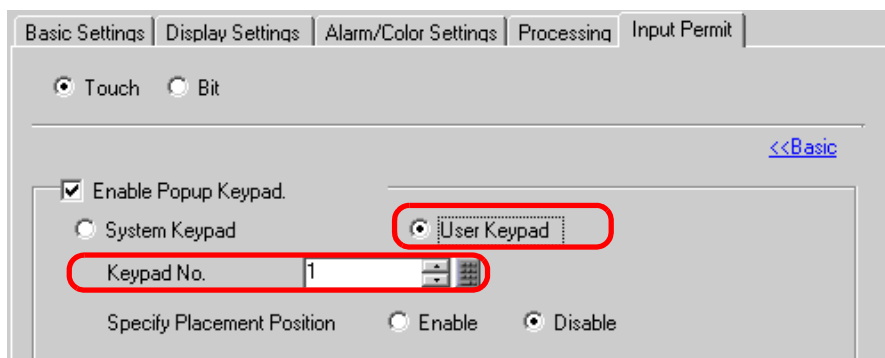 Basic Settings Display Settings Alarm/Color Settings Processing Input Permit
Touch Bit
<<Basic
Enable Popup Keypad.
System Keypad User Keypad
Keypad No. 1
Specify Placement Position Enable Disable